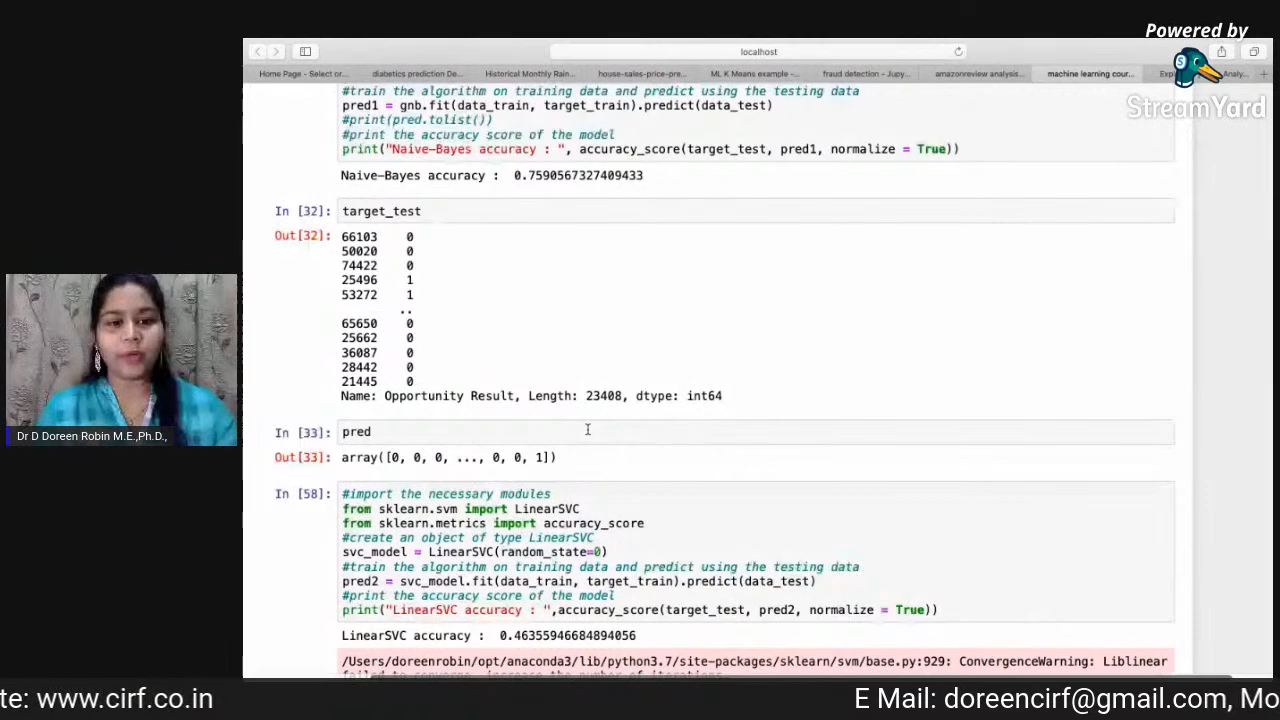 Powered by
StreamYard
localhost
Home Page - Select or...
diabetics prediction De...
Historical Monthly Rain...
house-sales-price-pre...
ML K Means example -...
fraud detection - Jupy...
amazonreview analysis...
machine learning cour...
#train the algorithm on training data and predict using the testing data
pred1 = gnb.fit(data_train, target_train).predict(data_test)
#print(pred.tolist())
#print the accuracy score of the model
print("Naive-Bayes accuracy : ", accuracy_score(target_test, pred1, normalize = True))
Naive-Bayes accuracy :  0.7590567327409433
In [32]: target_test
Out[32]:
66103    0
50020    0
74422    0
25496    1
53272    1
..
65650    0
25662    0
36087    0
28442    0
21445    0
Name: Opportunity Result, Length: 23408, dtype: int64
In [33]: pred
Out[33]: array([0, 0, 0, ..., 0, 0, 1])
In [58]: #import the necessary modules
from sklearn.svm import LinearSVC
from sklearn.metrics import accuracy_score
#create an object of type LinearSVC
svc_model = LinearSVC(random_state=0)
#train the algorithm on training data and predict using the testing data
pred2 = svc_model.fit(data_train, target_train).predict(data_test)
#print the accuracy score of the model
print("LinearSVC accuracy : ",accuracy_score(target_test, pred2, normalize = True))
LinearSVC accuracy :  0.46355946684894056
/Users/doreenrobin/opt/anaconda3/lib/python3.7/site-packages/sklearn/svm/base.py:929: ConvergenceWarning: Liblinear
failed to converge, increase the number of iterations.
Dr D Doreen Robin M.E.,Ph.D.,
te: www.cirf.co.in
E Mail: doreencirf@gmail.com, Mo